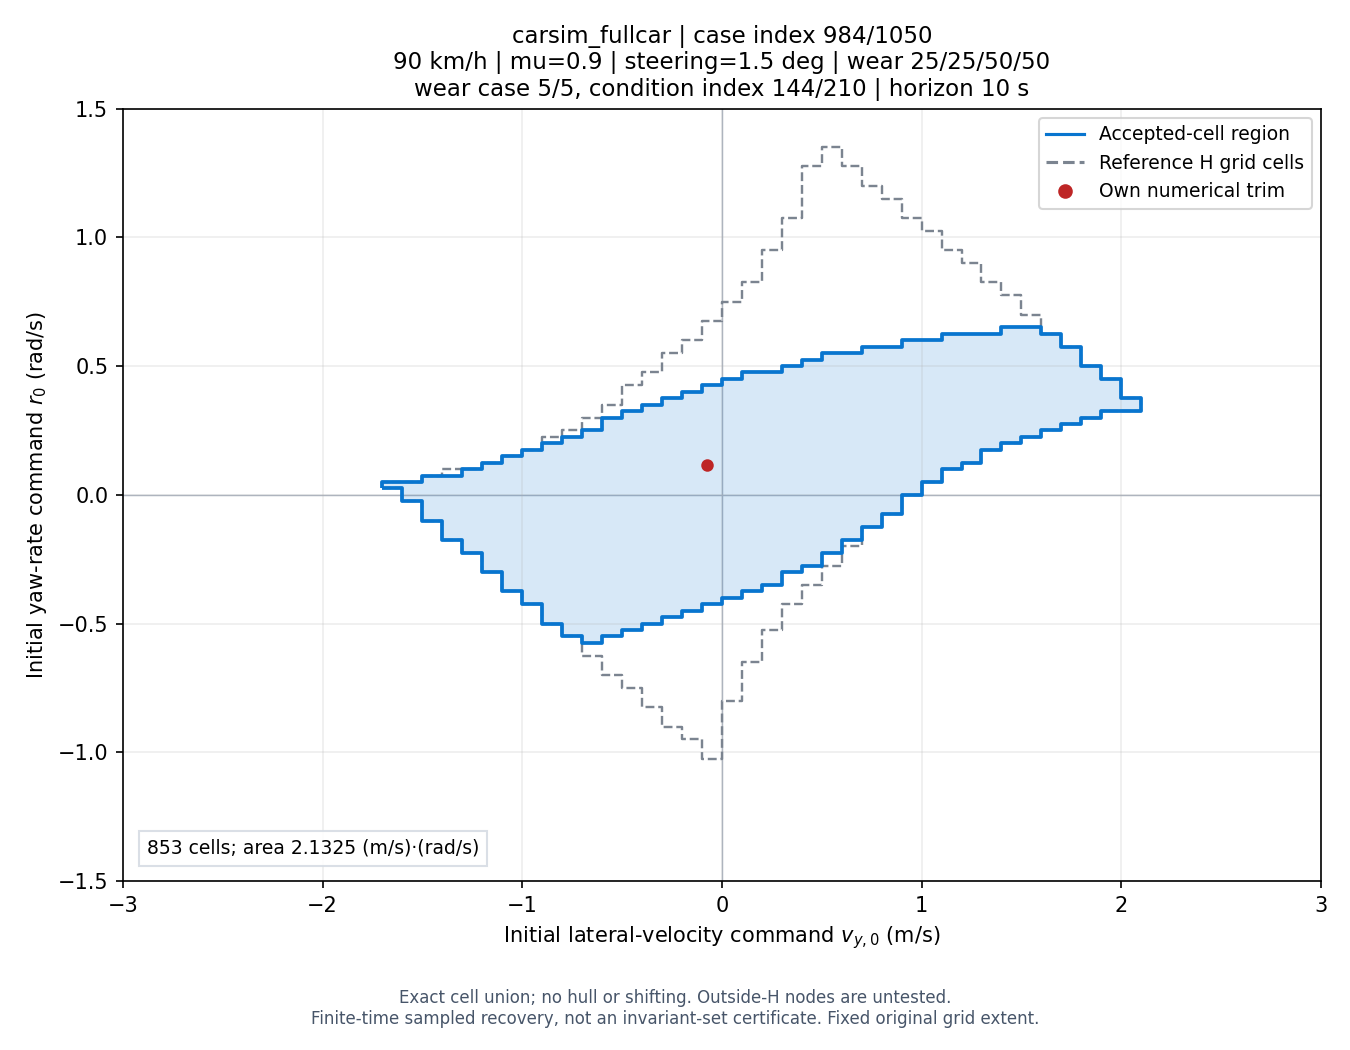 carsim_fullcar | case index 984/1050
90 km/h | mu=0.9 | steering=1.5 deg | wear 25/25/50/50
wear case 5/5, condition index 144/210 | horizon 10 s
Accepted-cell region
Reference H grid cells
Own numerical trim
1.5
1.0
0.5
0.0
−0.5
−1.0
−1.5
Initial yaw-rate command r₀ (rad/s)
853 cells; area 2.1325 (m/s)·(rad/s)
−3
−2
−1
0
1
2
3
Initial lateral-velocity command v_{y,0} (m/s)
Exact cell union; no hull or shifting. Outside-H nodes are untested.
Finite-time sampled recovery, not an invariant-set certificate. Fixed original grid extent.